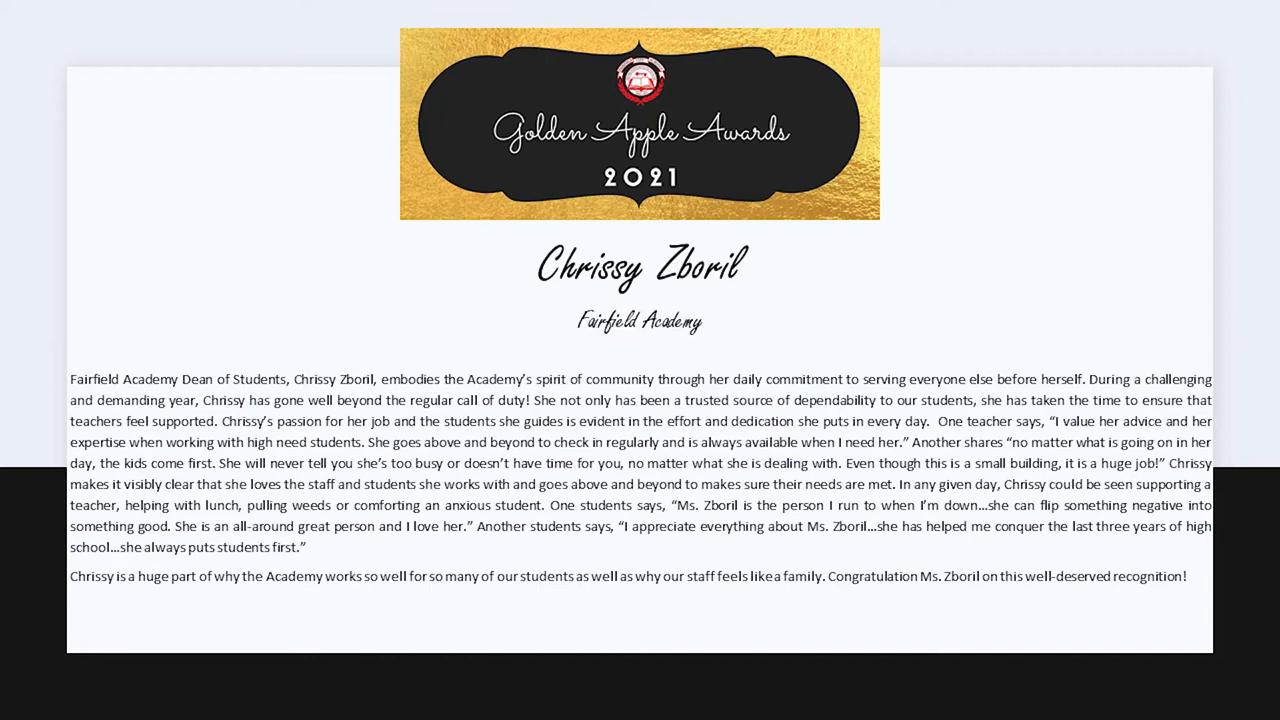 Golden Apple Awards
2021
Chrissy Zboril
Fairfield Academy
Fairfield Academy Dean of Students, Chrissy Zboril, embodies the Academy’s spirit of community through her daily commitment to serving everyone else before herself. During a challenging
and demanding year, Chrissy has gone well beyond the regular call of duty! She not only has been a trusted source of dependability to our students, she has taken the time to ensure that
teachers feel supported. Chrissy’s passion for her job and the students she guides is evident in the effort and dedication she puts in every day.  One teacher says, “I value her advice and her
expertise when working with high need students. She goes above and beyond to check in regularly and is always available when I need her.” Another shares “no matter what is going on in her
day, the kids come first. She will never tell you she’s too busy or doesn’t have time for you, no matter what she is dealing with. Even though this is a small building, it is a huge job!” Chrissy
makes it visibly clear that she loves the staff and students she works with and goes above and beyond to makes sure their needs are met. In any given day, Chrissy could be seen supporting a
teacher, helping with lunch, pulling weeds or comforting an anxious student. One students says, “Ms. Zboril is the person I run to when I’m down…she can flip something negative into
something good. She is an all-around great person and I love her.” Another students says, “I appreciate everything about Ms. Zboril…she has helped me conquer the last three years of high
school…she always puts students first.”
Chrissy is a huge part of why the Academy works so well for so many of our students as well as why our staff feels like a family. Congratulation Ms. Zboril on this well-deserved recognition!